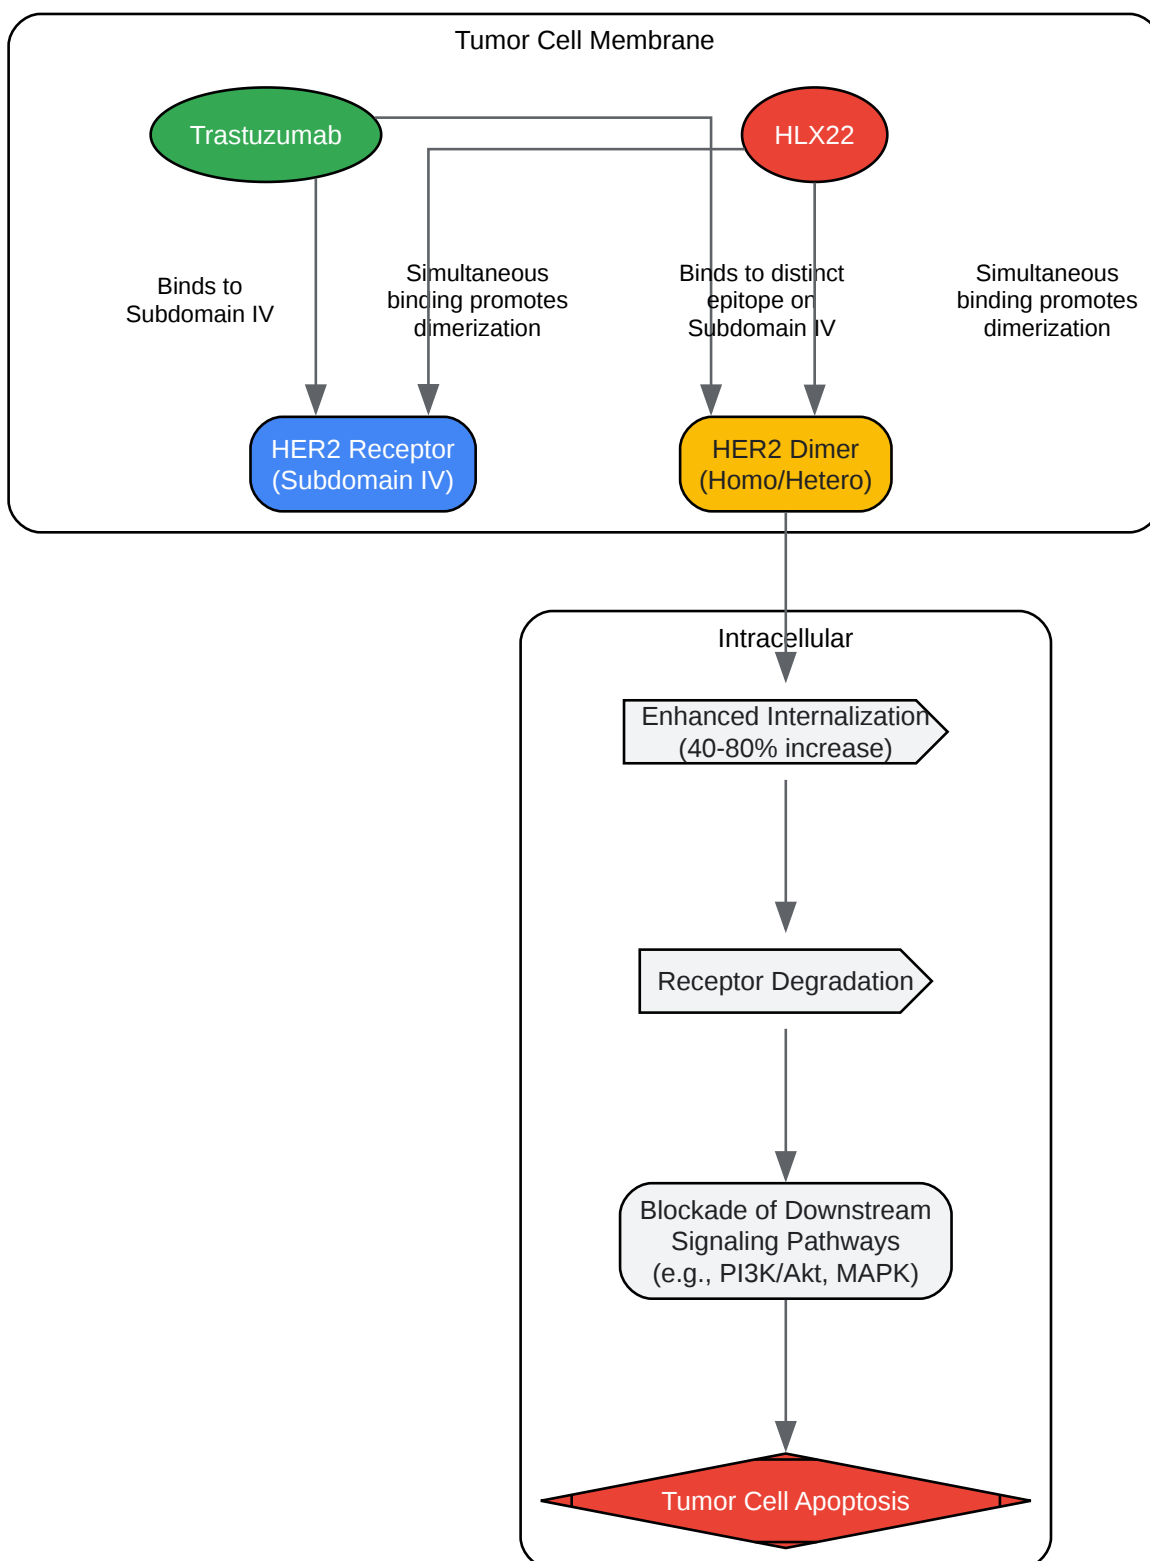 Tumor Cell Membrane
Trastuzumab
HLX22
Binds to
Subdomain IV
Simultaneous
binding promotes
dimerization
Binds to distinct
epitope on
Subdomain IV
Simultaneous
binding promotes
dimerization
HER2 Receptor
(Subdomain IV)
HER2 Dimer
(Homo/Hetero)
Intracellular
Enhanced Internalization
(40-80% increase)
Receptor Degradation
Blockade of Downstream
Signaling Pathways
(e.g., PI3K/Akt, MAPK)
Tumor Cell Apoptosis